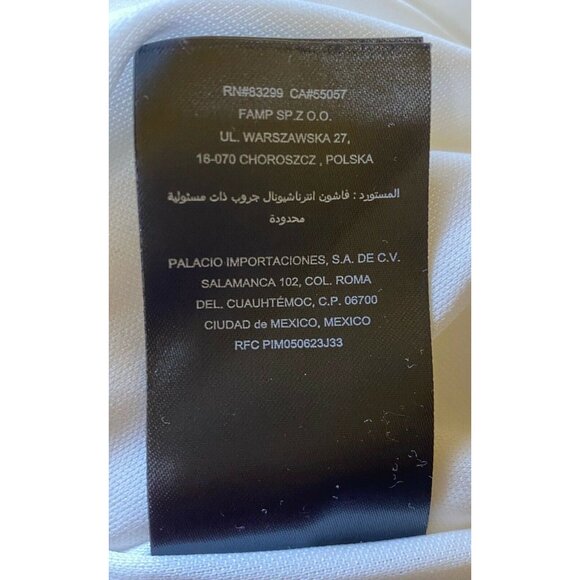 RN#83299 CA#55057
FAMP SP.Z O.O.
UL. WARSZAWSKA 27,
16-070 CHOROSZCZ , POLSKA
المستورد : فاشون انترناشيونال جروب ذات مسئولية
محدودة
PALACIO IMPORTACIONES, S.A. DE C.V.
SALAMANCA 102, COL. ROMA
DEL. CUAUHTÉMOC, C.P. 06700
CIUDAD de MEXICO, MEXICO
RFC PIM050623J33